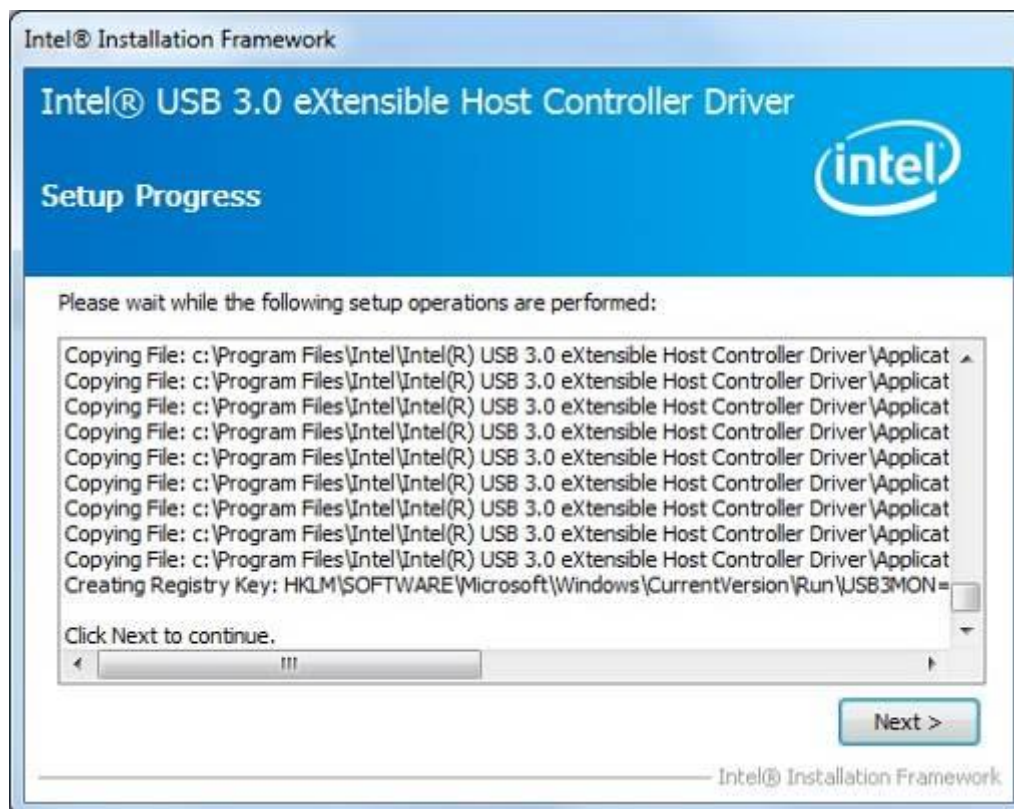 Intel® Installation Framework
Intel® USB 3.0 eXtensible Host Controller Driver
intel
Setup Progress
Please wait while the following setup operations are performed:
Copying File: c:\Program Files\Intel\Intel(R) USB 3.0 eXtensible Host Controller Driver\Applicat
Copying File: c:\Program Files\Intel\Intel(R) USB 3.0 eXtensible Host Controller Driver\Applicat
Copying File: c:\Program Files\Intel\Intel(R) USB 3.0 eXtensible Host Controller Driver\Applicat
Copying File: c:\Program Files\Intel\Intel(R) USB 3.0 eXtensible Host Controller Driver\Applicat
Copying File: c:\Program Files\Intel\Intel(R) USB 3.0 eXtensible Host Controller Driver\Applicat
Copying File: c:\Program Files\Intel\Intel(R) USB 3.0 eXtensible Host Controller Driver\Applicat
Copying File: c:\Program Files\Intel\Intel(R) USB 3.0 eXtensible Host Controller Driver\Applicat
Copying File: c:\Program Files\Intel\Intel(R) USB 3.0 eXtensible Host Controller Driver\Applicat
Copying File: c:\Program Files\Intel\Intel(R) USB 3.0 eXtensible Host Controller Driver\Applicat
Creating Registry Key: HKLM\SOFTWARE\Microsoft\Windows\CurrentVersion\Run\USB3MON=
Click Next to continue.
Next >
Intel® Installation Framework